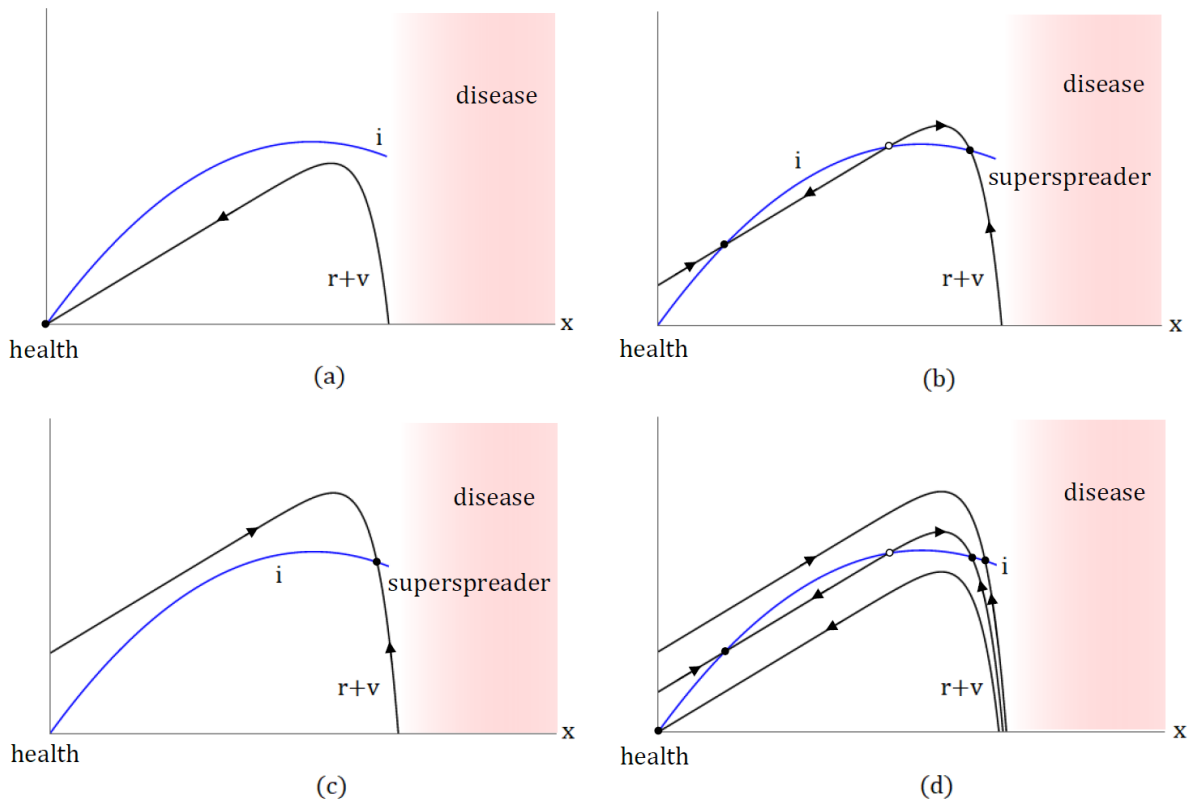 disease
i
r+v
x
health
(a)
disease
i
superspreader
r+v
x
health
(b)
disease
i
superspreader
r+v
x
health
(c)
disease
i
r+v
x
health
(d)